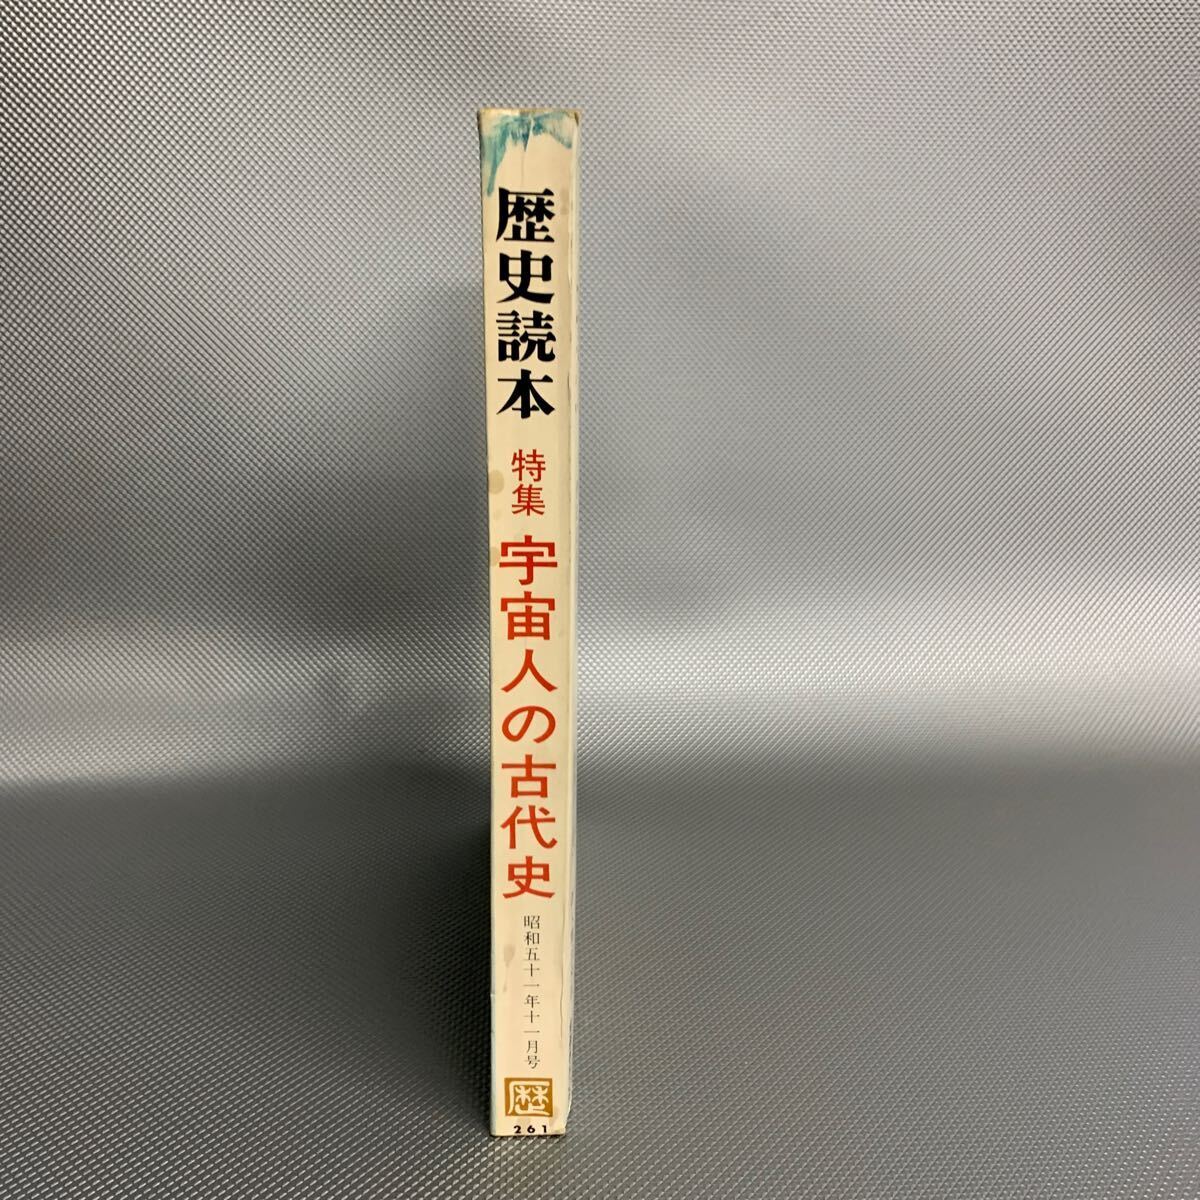 歴史読本
特集
宇宙人の古代史
昭和五十一年十一月号
歴
261